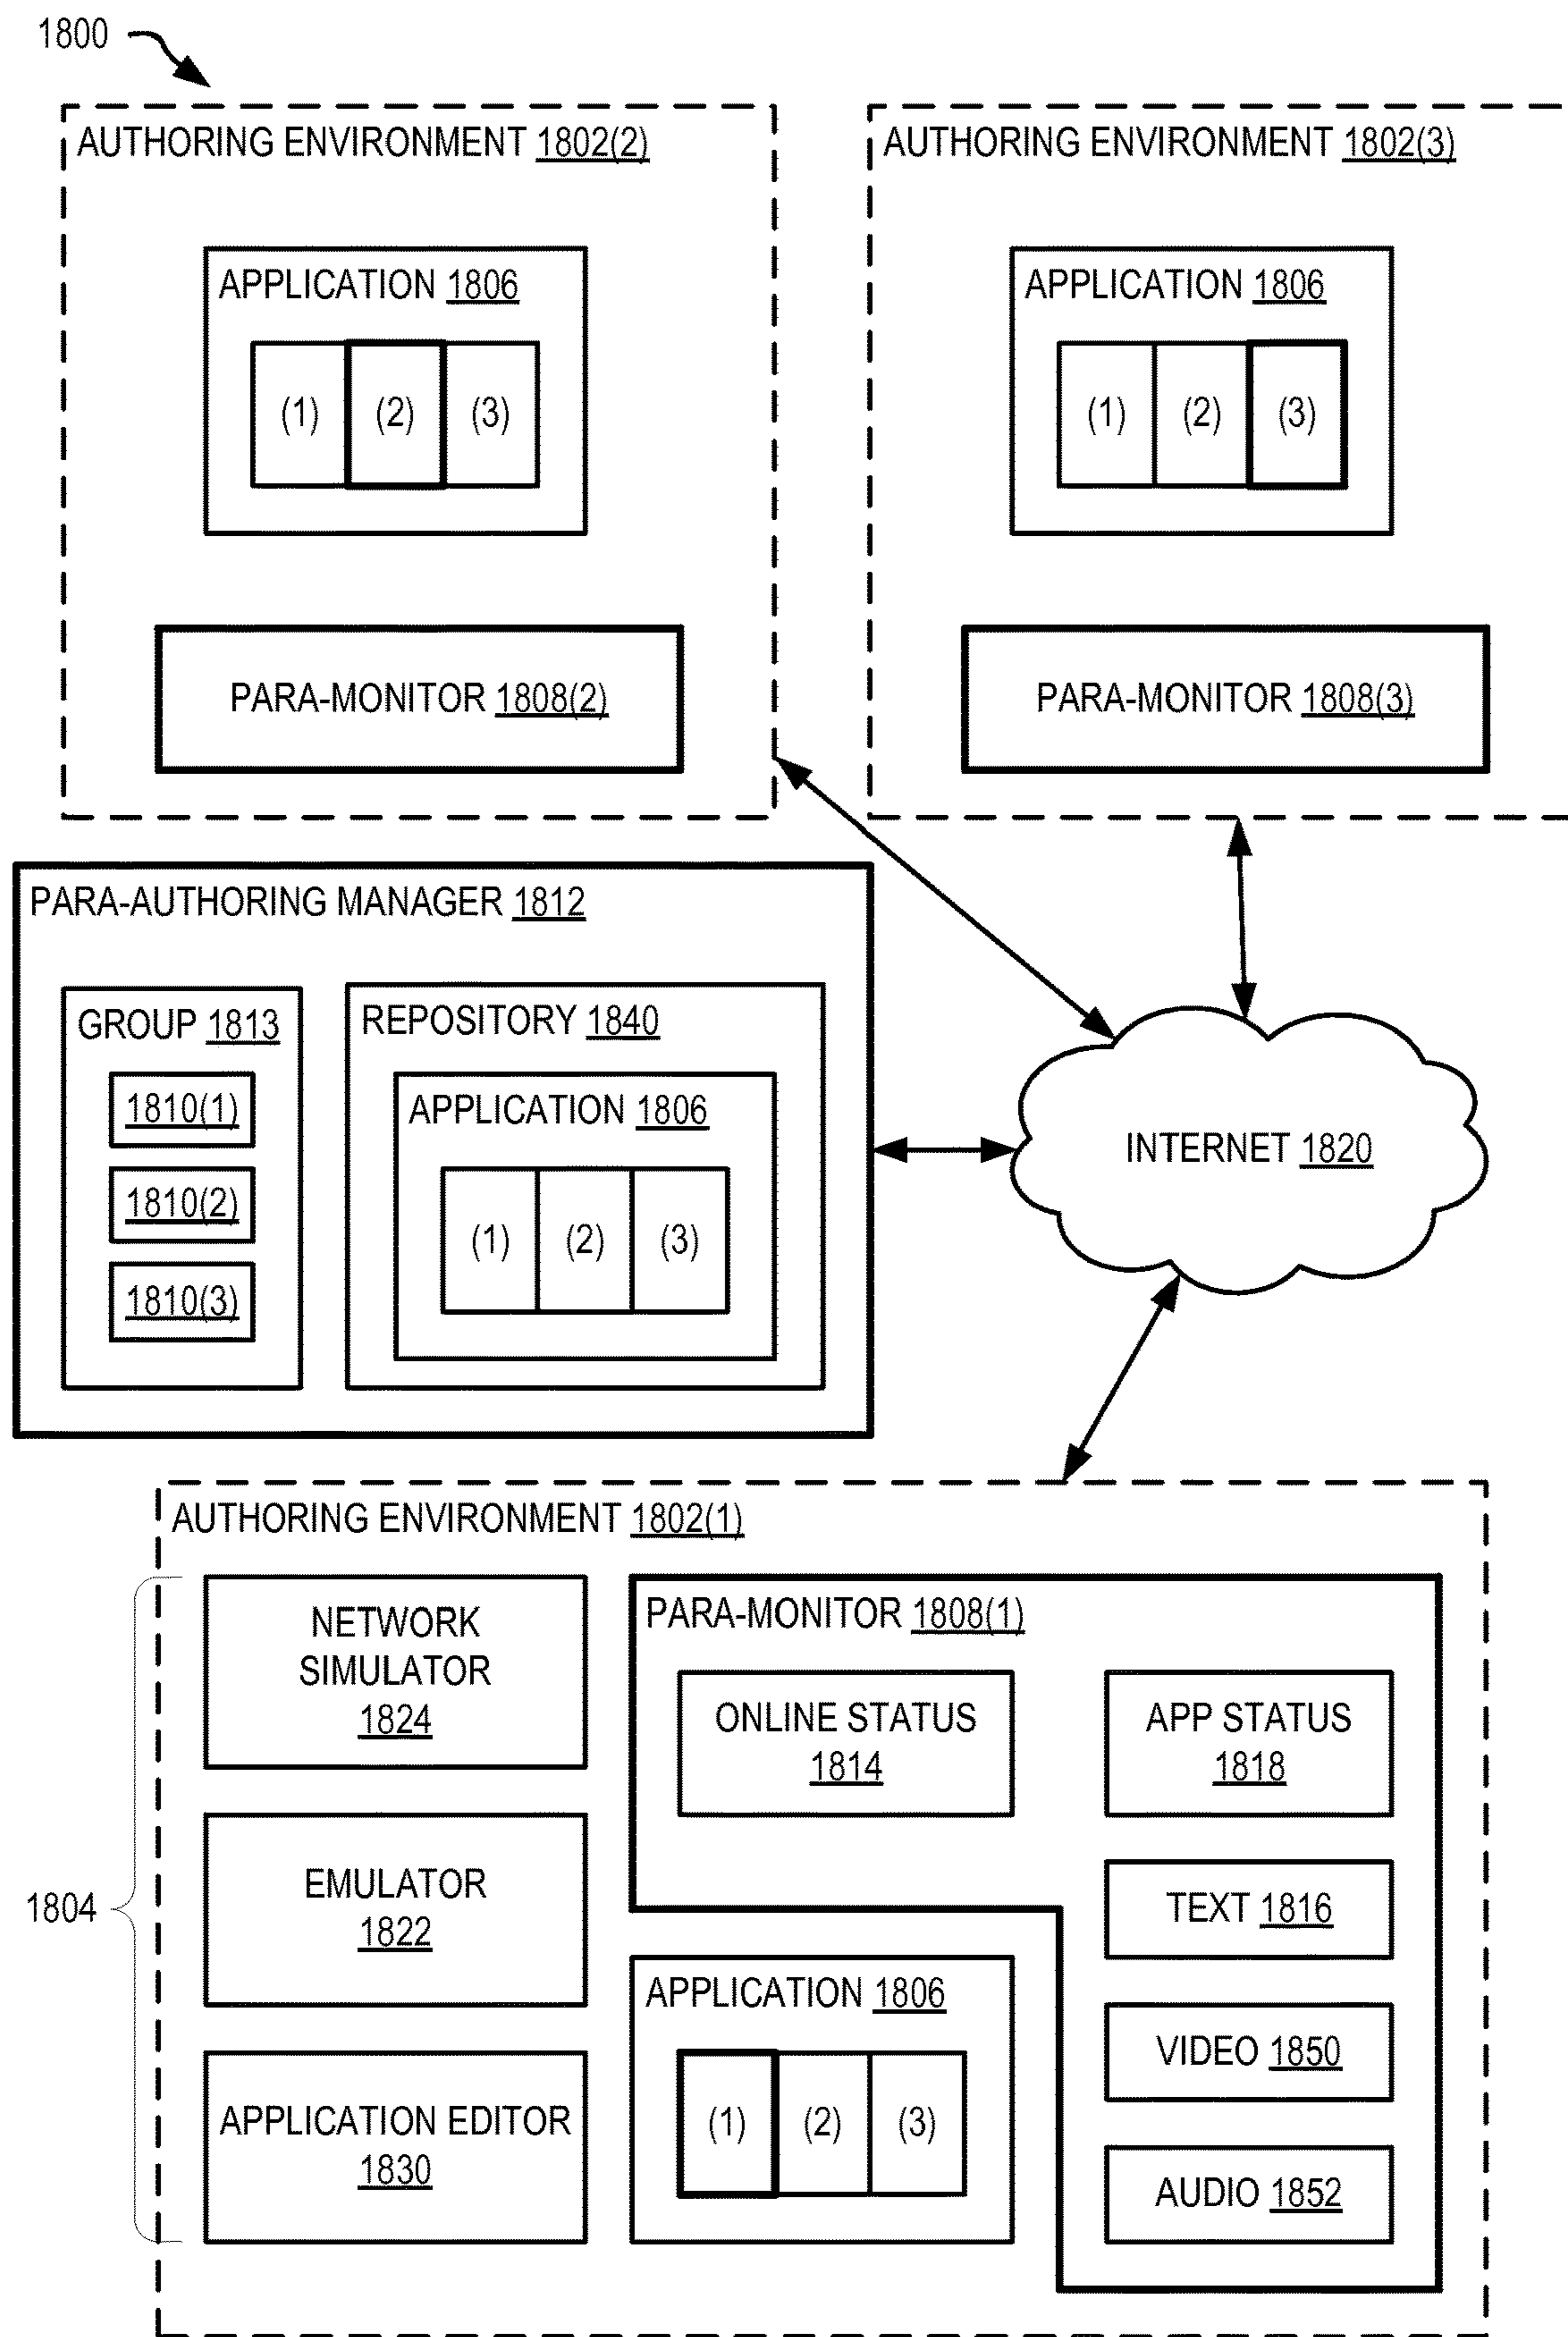 1800
AUTHORING ENVIRONMENT 1802(2)
APPLICATION 1806
(1) (2) (3)
PARA-MONITOR 1808(2)
AUTHORING ENVIRONMENT 1802(3)
APPLICATION 1806
(1) (2) (3)
PARA-MONITOR 1808(3)
PARA-AUTHORING MANAGER 1812
GROUP 1813
1810(1)
1810(2)
1810(3)
REPOSITORY 1840
APPLICATION 1806
(1) (2) (3)
INTERNET 1820
AUTHORING ENVIRONMENT 1802(1)
1804
NETWORK
SIMULATOR
1824
EMULATOR
1822
APPLICATION EDITOR
1830
PARA-MONITOR 1808(1)
ONLINE STATUS
1814
APP STATUS
1818
TEXT 1816
VIDEO 1850
AUDIO 1852
APPLICATION 1806
(1) (2) (3)